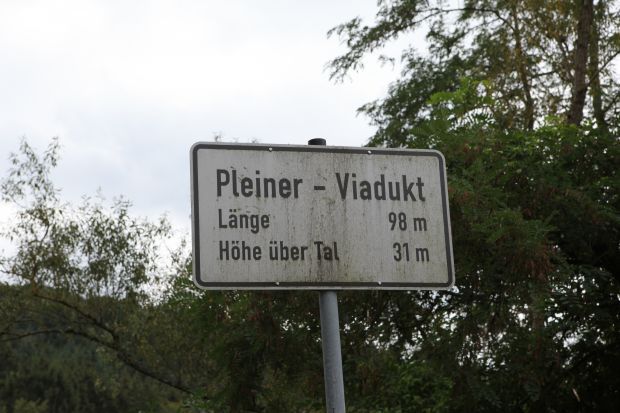 Pleiner - Viadukt
Länge 98 m
Höhe über Tal 31 m